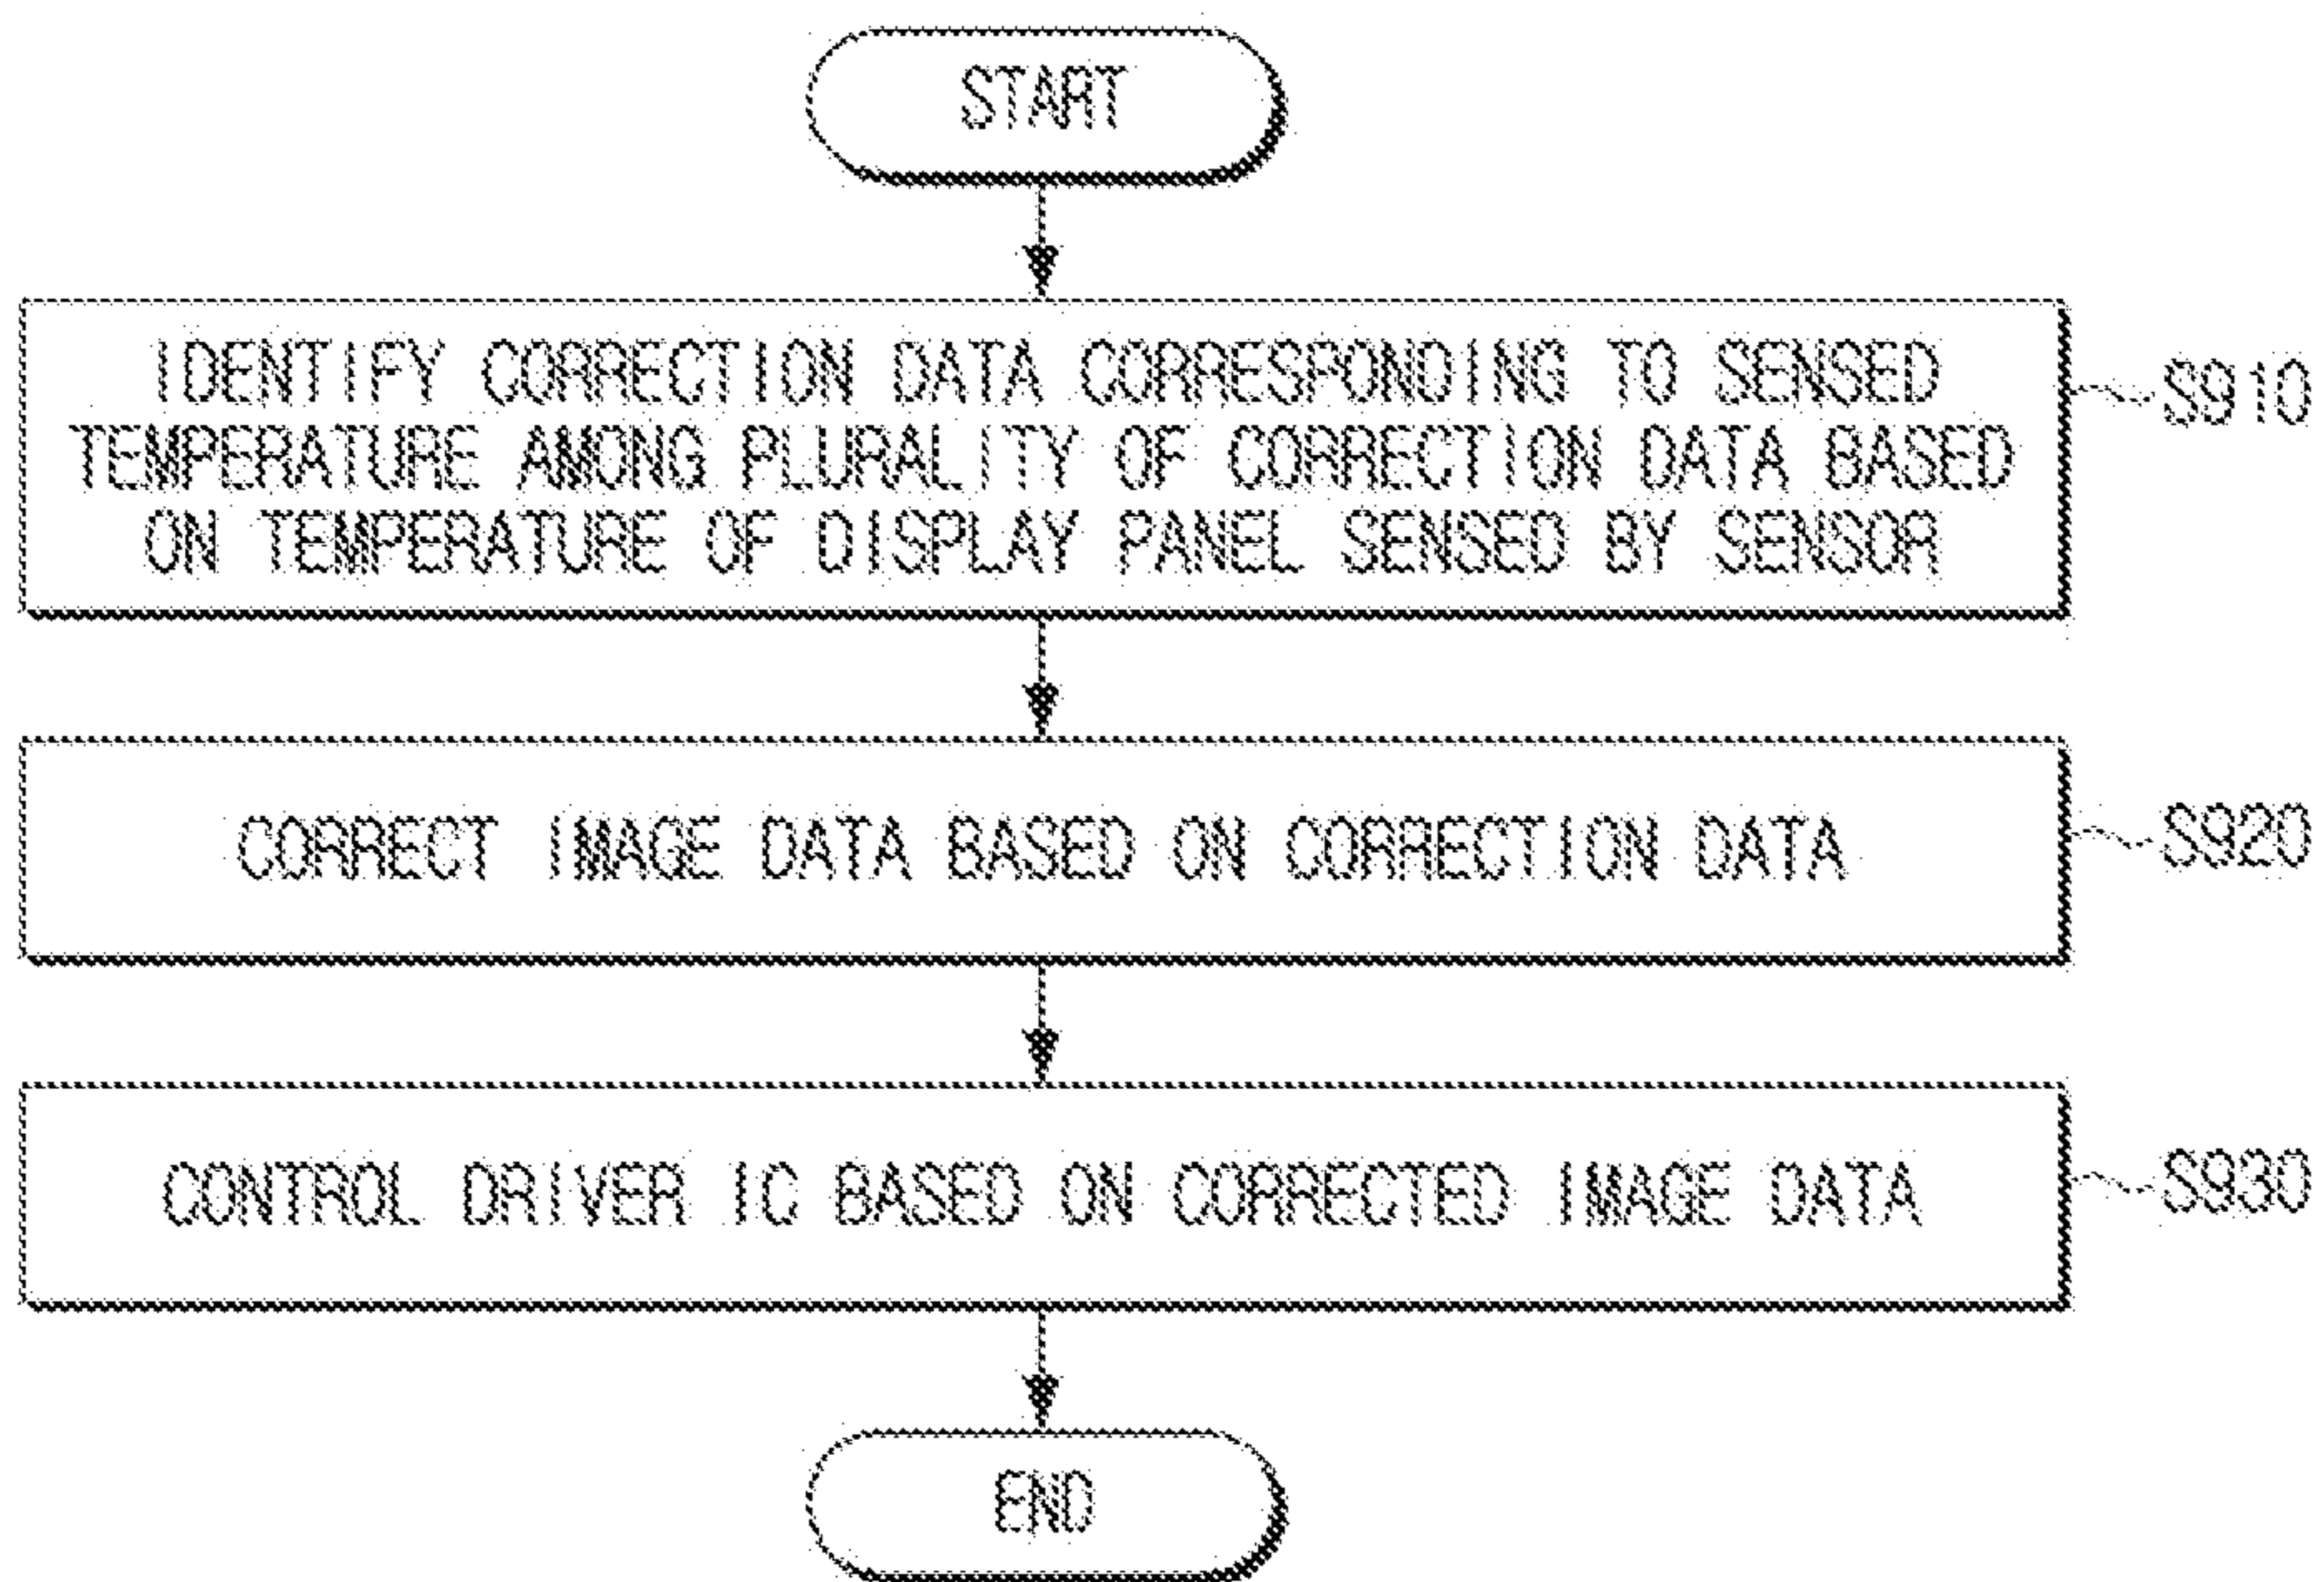 START
IDENTIFY CORRECTION DATA CORRESPONDING TO SENSED
TEMPERATURE AMONG PLURALITY OF CORRECTION DATA BASED
ON TEMPERATURE OF DISPLAY PANEL SENSED BY SENSOR
S910
CORRECT IMAGE DATA BASED ON CORRECTION DATA
S920
CONTROL DRIVER IC BASED ON CORRECTED IMAGE DATA
S930
END